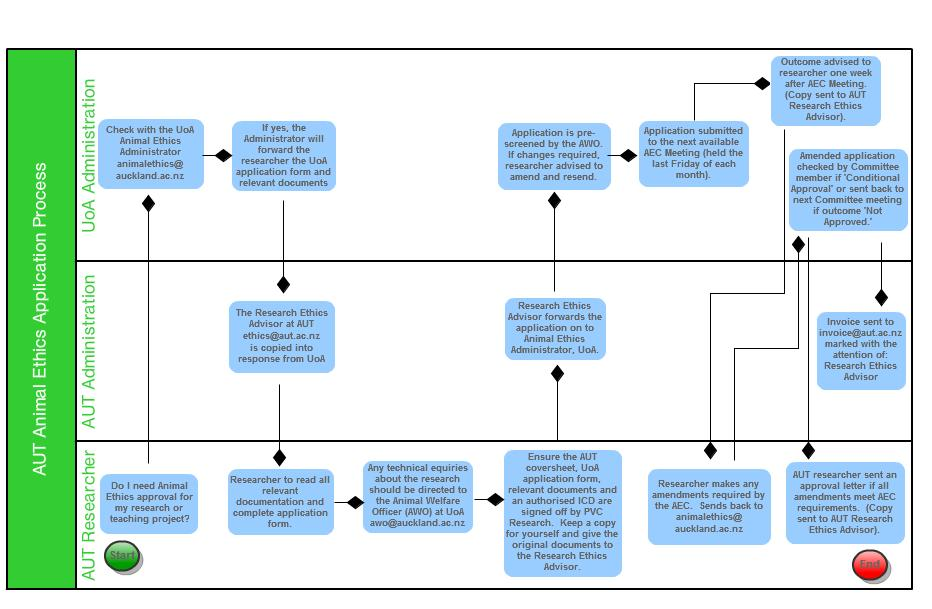 AUT Animal Ethics Application Process
UoA Administration
Check with the UoA
Animal Ethics
Administrator
animalethics@
auckland.ac.nz
If yes, the
Administrator will
forward the
researcher the UoA
application form and
relevant documents
Application is pre-
screened by the AWO.
If changes required,
researcher advised to
amend and resend.
Application submitted
to the next available
AEC Meeting (held the
last Friday of each
month).
Outcome advised to
researcher one week
after AEC Meeting.
(Copy sent to AUT
Research Ethics
Advisor).
Amended application
checked by Committee
member if 'Conditional
Approval' or sent back to
next Committee meeting
if outcome 'Not
Approved.'
AUT Administration
The Research Ethics
Advisor at AUT
ethics@aut.ac.nz
is copied into
response from UoA
Research Ethics
Advisor forwards the
application on to
Animal Ethics
Administrator, UoA.
Invoice sent to
invoice@aut.ac.nz
marked with the
attention of:
Research Ethics
Advisor
AUT Researcher
Do I need Animal
Ethics approval for
my research or
teaching project?
Start
Researcher to read all
relevant
documentation and
complete application
form.
Any technical equiries
about the research
should be directed to
the Animal Welfare
Officer (AWO) at UoA
awo@auckland.ac.nz
Ensure the AUT
coversheet, UoA
application form,
relevant documents and
an authorised ICD are
signed off by PVC
Research. Keep a copy
for yourself and give the
original documents to
the Research Ethics
Advisor.
Researcher makes any
amendments required by
the AEC. Sends back to
animalethics@
auckland.ac.nz
AUT researcher sent an
approval letter if all
amendments meet AEC
requirements. (Copy
sent to AUT Research
Ethics Advisor).
End